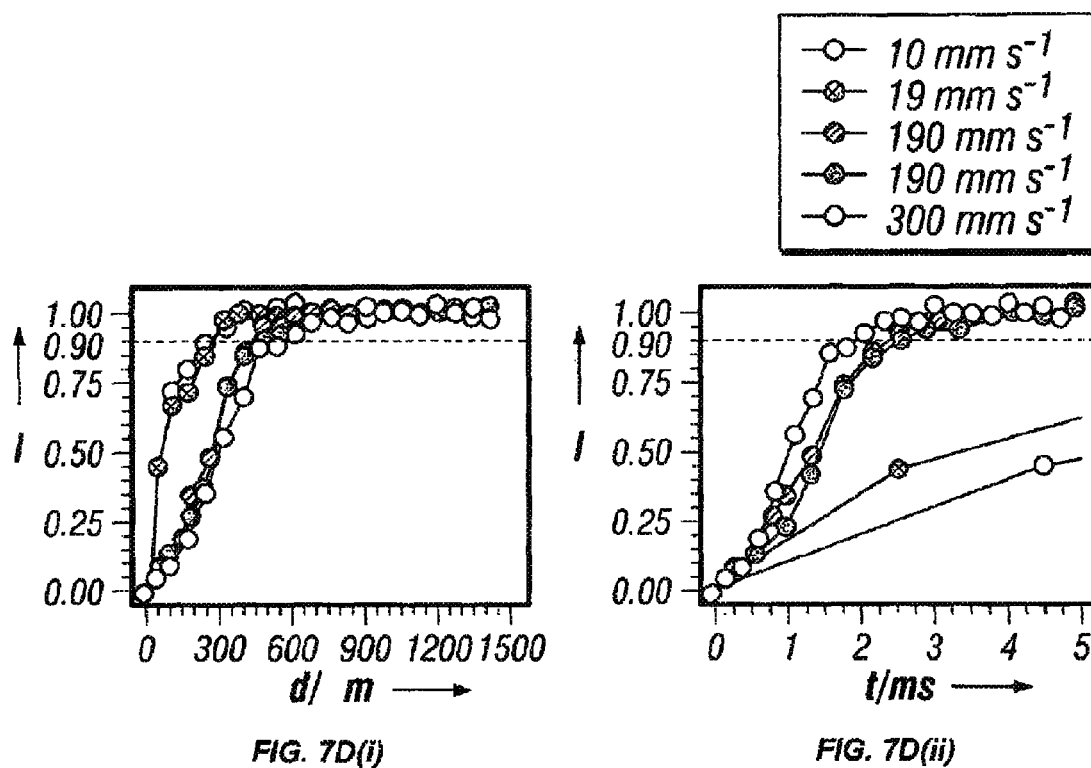 10 mm s⁻¹
19 mm s⁻¹
190 mm s⁻¹
190 mm s⁻¹
300 mm s⁻¹
1.00
0.90
0.75
0.50
0.25
0.00
I
0 300 600 900 1200 1500
d/ m
FIG. 7D(i)
1.00
0.90
0.75
0.50
0.25
0.00
I
0 1 2 3 4 5
t/ms
FIG. 7D(ii)